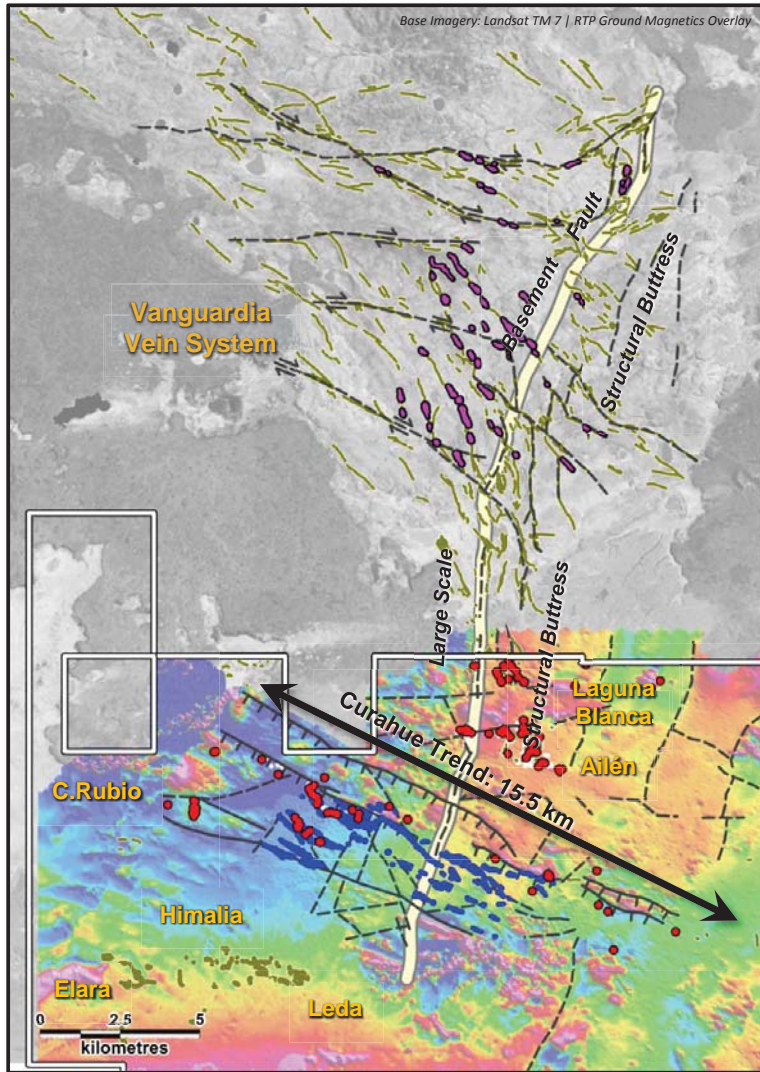 Base Imagery: Landsat TM 7 | RTP Ground Magnetics Overlay
Vanguardia
Vein System
Large Scale Basement Fault
Structural Buttress
Structural Buttress
Curahue Trend: 15.5 km
Laguna
Blanca
Ailén
C.Rubio
Himalia
Elara
Leda
0 2.5 5
kilometres